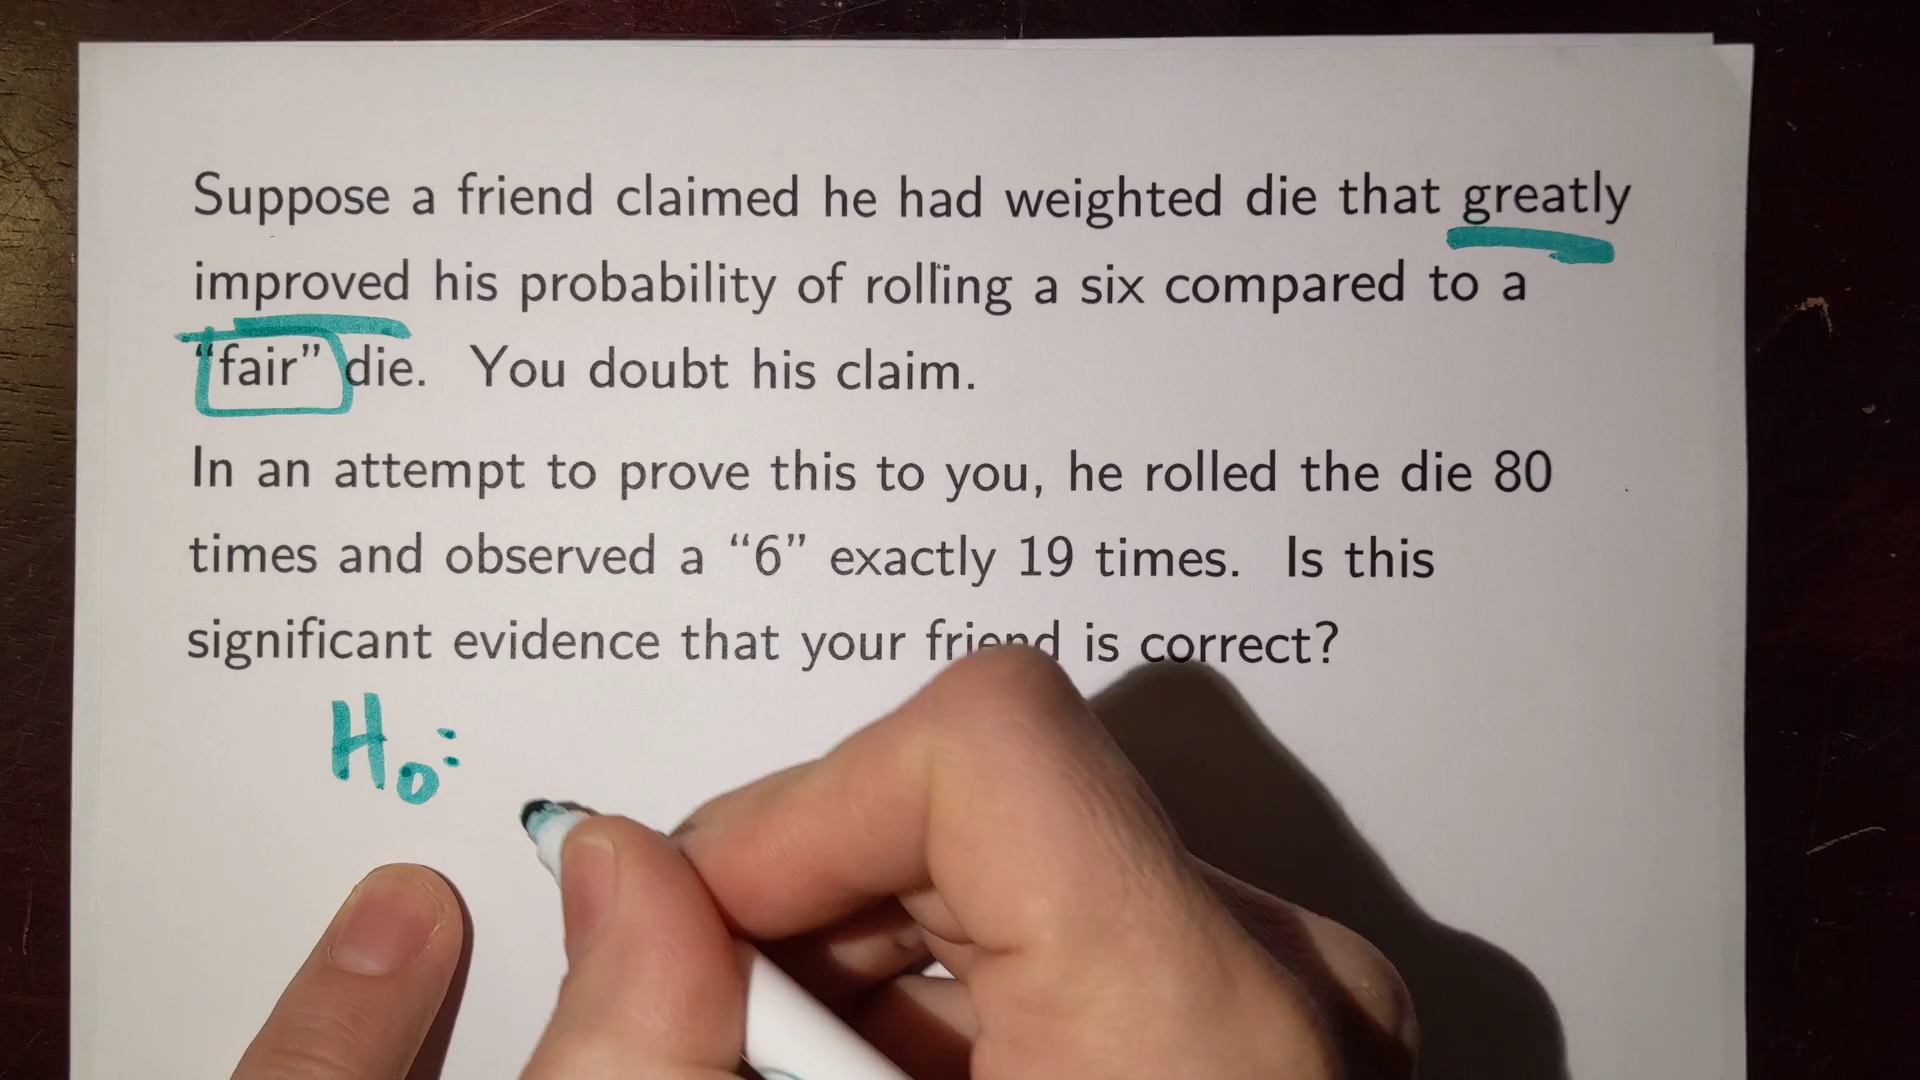 Suppose a friend claimed he had weighted die that greatly
improved his probability of rolling a six compared to a
“fair” die. You doubt his claim.
In an attempt to prove this to you, he rolled the die 80
times and observed a “6” exactly 19 times. Is this
significant evidence that your friend is correct?
H₀: